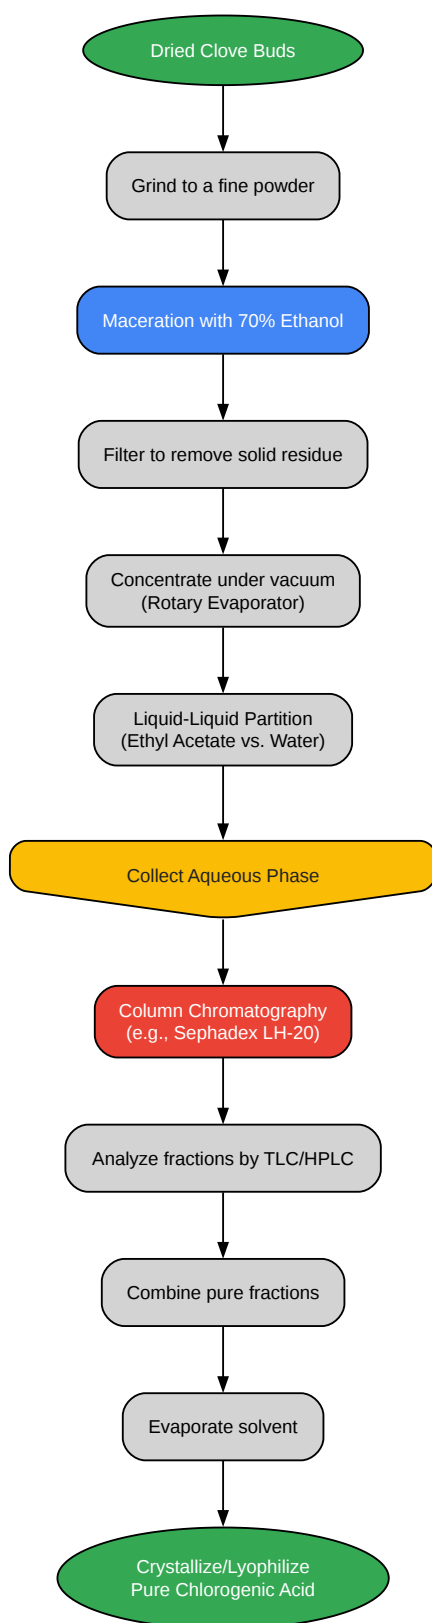 Dried Clove Buds
Grind to a fine powder
Maceration with 70% Ethanol
Filter to remove solid residue
Concentrate under vacuum
(Rotary Evaporator)
Liquid-Liquid Partition
(Ethyl Acetate vs. Water)
Collect Aqueous Phase
Column Chromatography
(e.g., Sephadex LH-20)
Analyze fractions by TLC/HPLC
Combine pure fractions
Evaporate solvent
Crystallize/Lyophilize
Pure Chlorogenic Acid